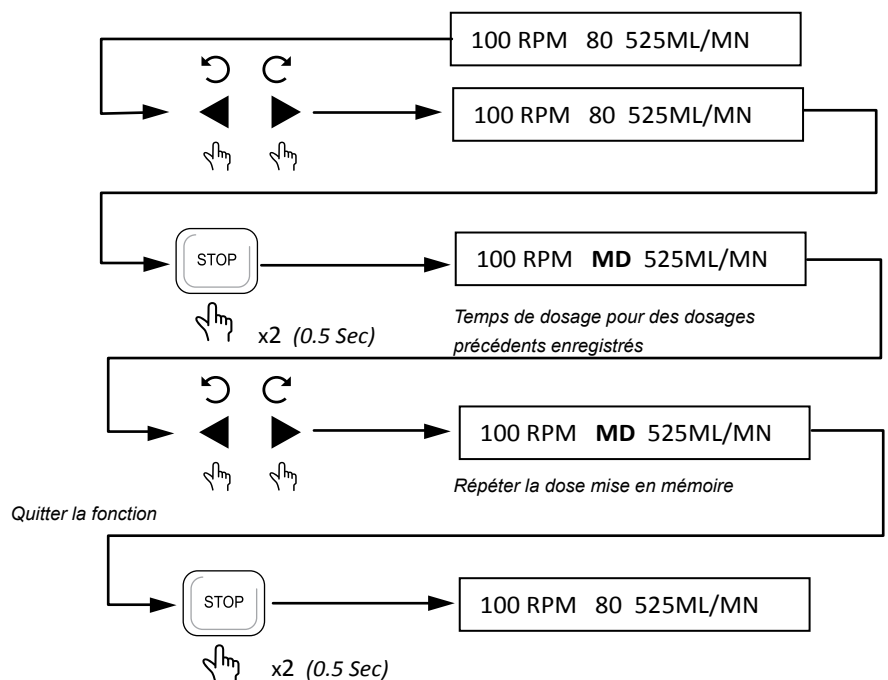 100 RPM 80 525ML/MN
100 RPM 80 525ML/MN
STOP
100 RPM MD 525ML/MN
x2 (0.5 Sec)
Temps de dosage pour des dosages
précédents enregistrés
100 RPM MD 525ML/MN
Répéter la dose mise en mémoire
Quitter la fonction
STOP
100 RPM 80 525ML/MN
x2 (0.5 Sec)